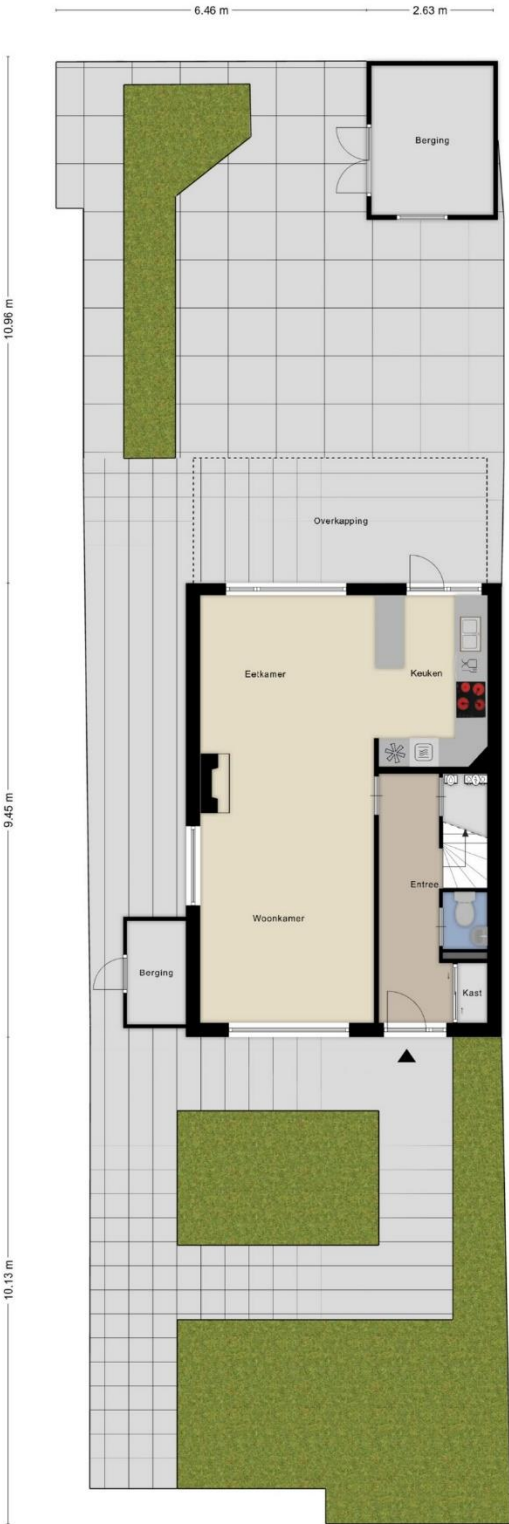 6.46 m
2.63 m
Berging
10.96 m
Overkapping
Eetkamer
Keuken
9.45 m
Entree
Woonkamer
Berging
Kast
10.13 m